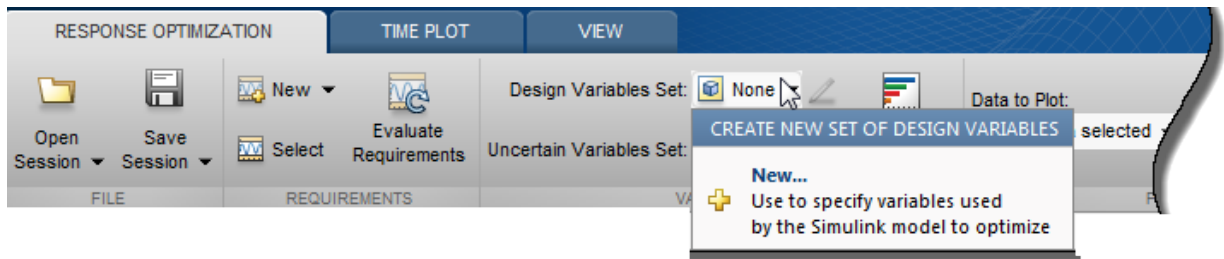 RESPONSE OPTIMIZATION
TIME PLOT
VIEW
Open
Session
Save
Session
New
Select
Evaluate
Requirements
Design Variables Set:
None
Uncertain Variables Set:
Data to Plot:
selected
CREATE NEW SET OF DESIGN VARIABLES
New...
Use to specify variables used
by the Simulink model to optimize
FILE
REQUIREMENTS